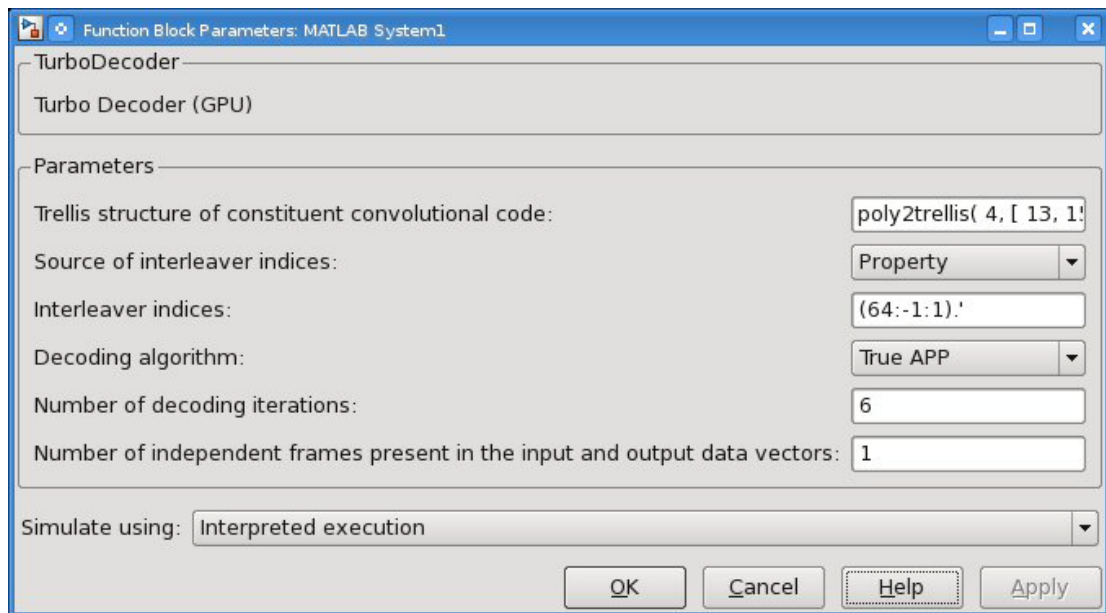 Function Block Parameters: MATLAB System1
TurboDecoder
Turbo Decoder (GPU)
Parameters
Trellis structure of constituent convolutional code: poly2trellis( 4, [ 13, 15
Source of interleaver indices: Property
Interleaver indices: (64:-1:1).'
Decoding algorithm: True APP
Number of decoding iterations: 6
Number of independent frames present in the input and output data vectors: 1
Simulate using: Interpreted execution
OK Cancel Help Apply